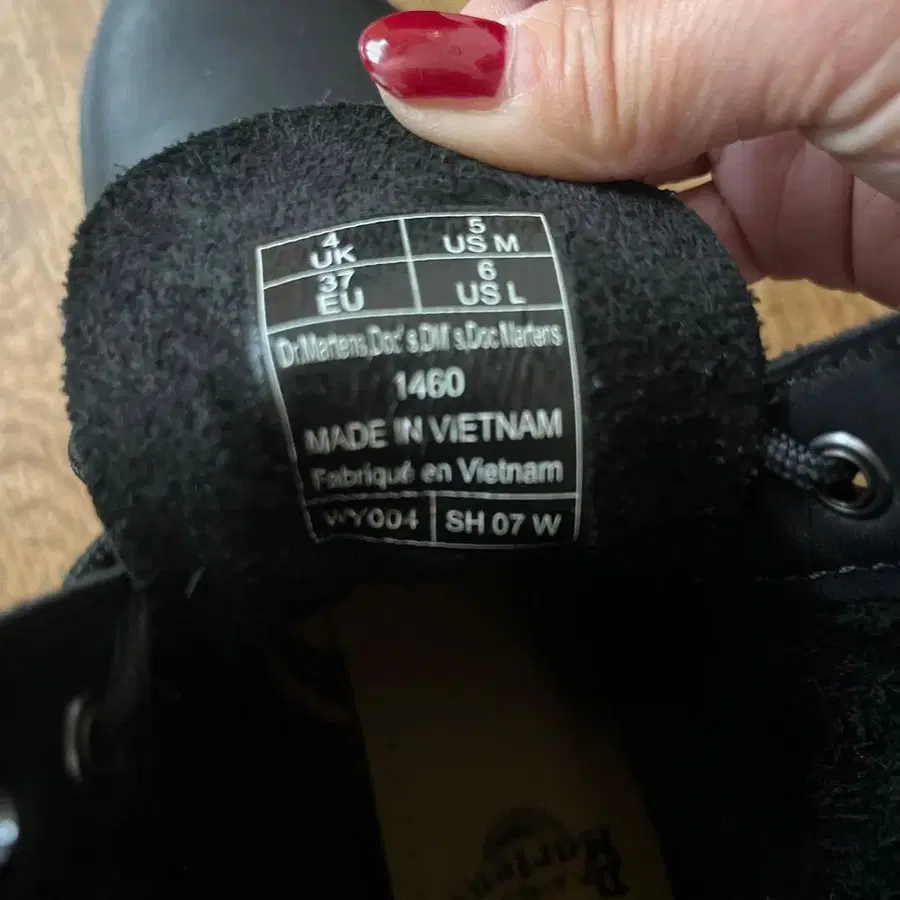 4 5
UK US M
37 6
EU US L
Dr.Martens,Doc's,DM's,Doc Martens
1460
MADE IN VIETNAM
Fabriqué en Vietnam
WY004 SH 07 W